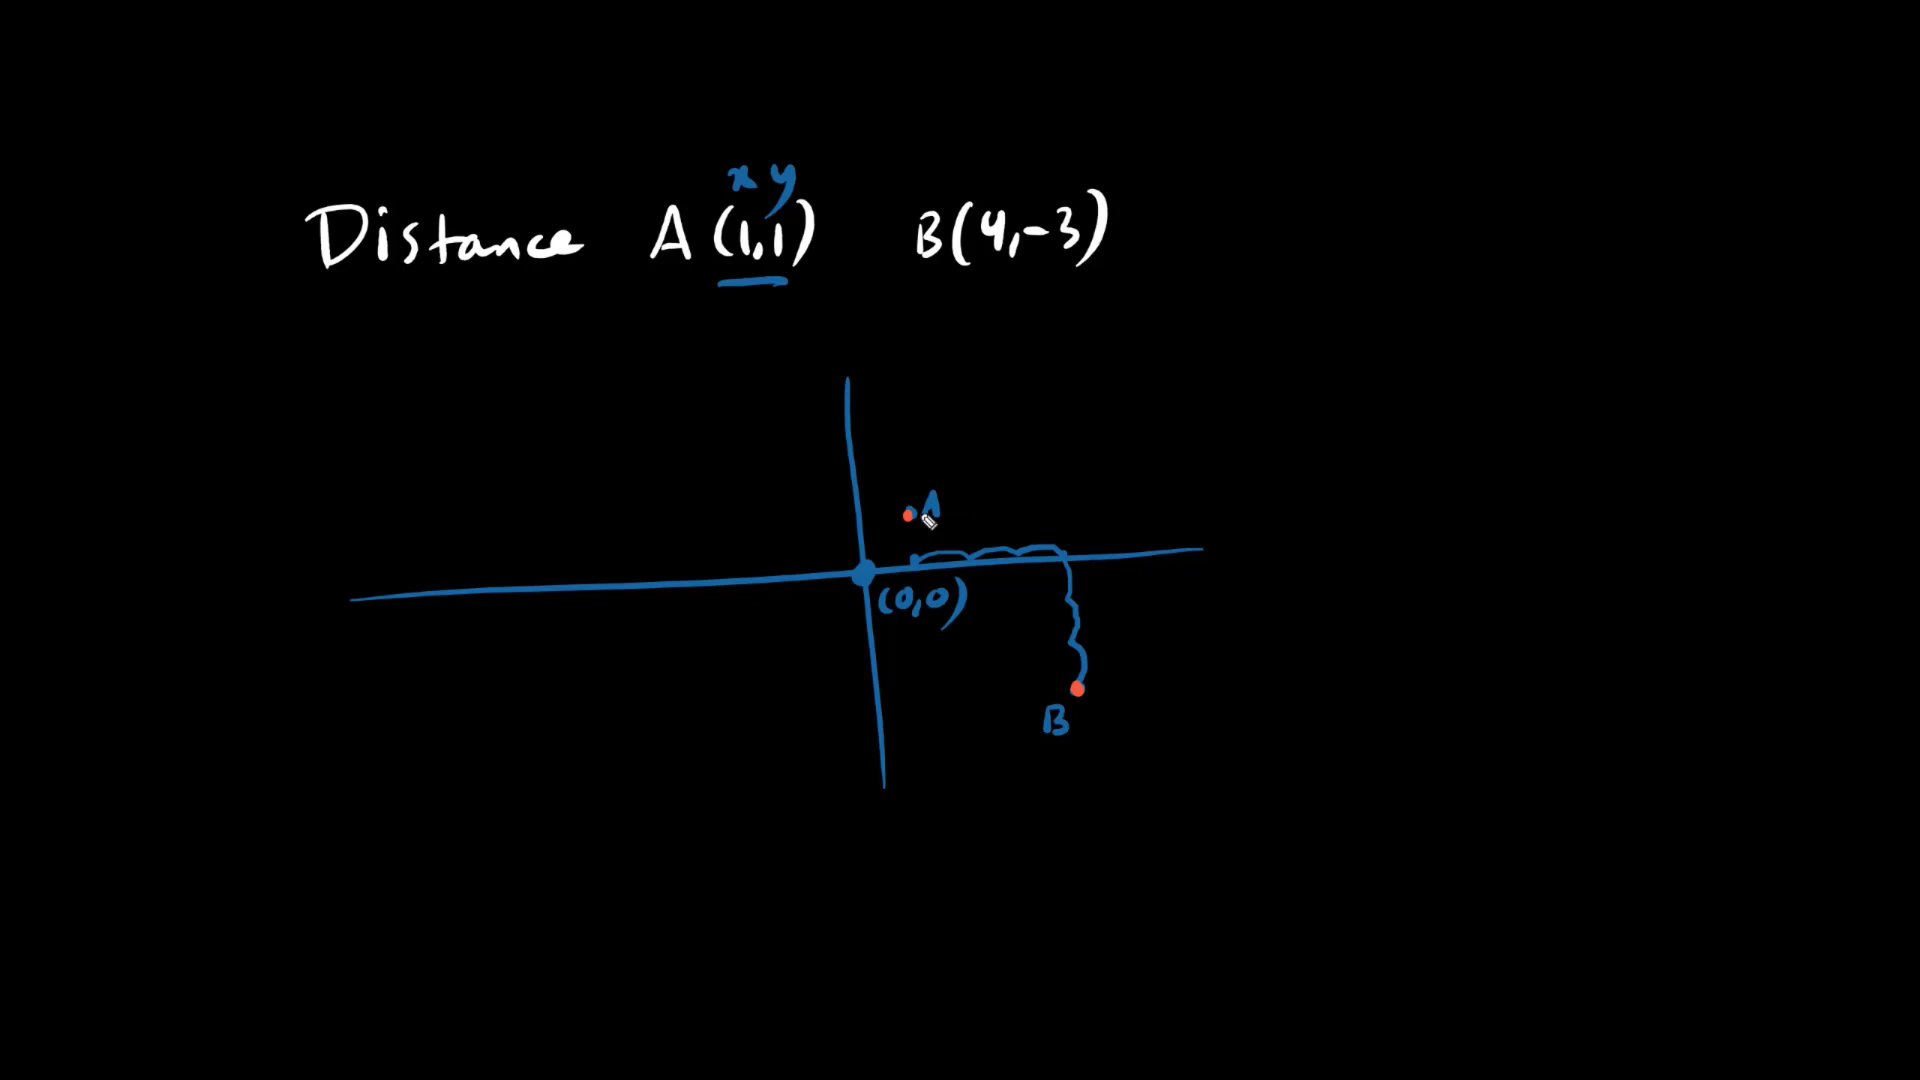 x y
Distance A (1,1) B(4,-3)
A
(0,0)
B